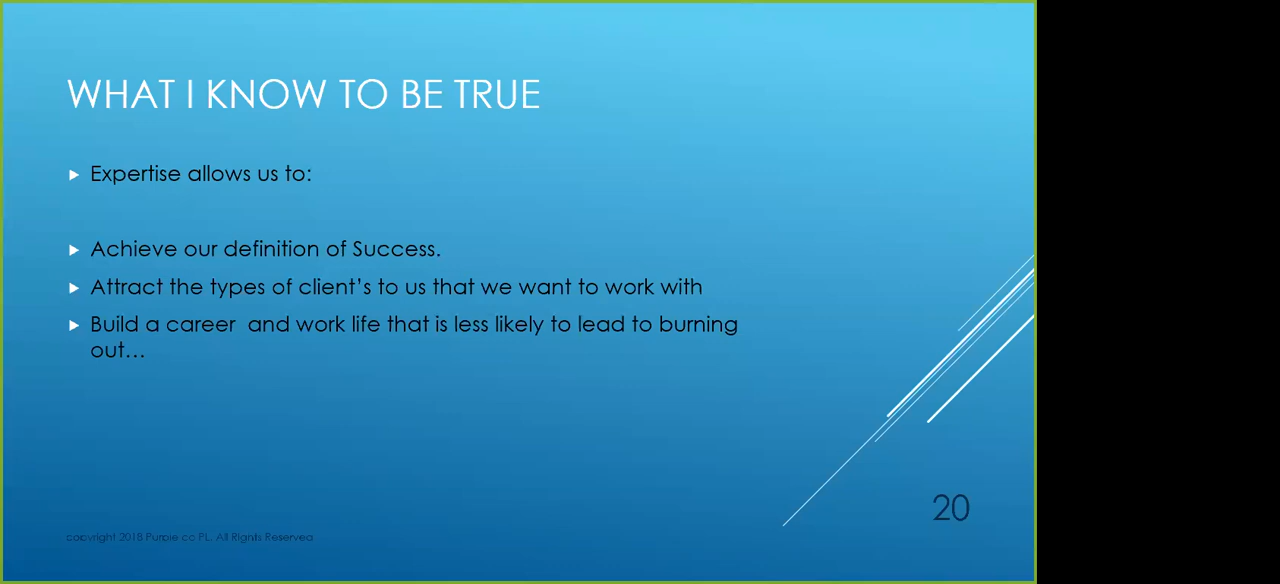 WHAT I KNOW TO BE TRUE
Expertise allows us to:
Achieve our definition of Success.
Attract the types of client's to us that we want to work with
Build a career and work life that is less likely to lead to burning
out…
20
copyright 2018 Purple co PL. All Rights Reserved